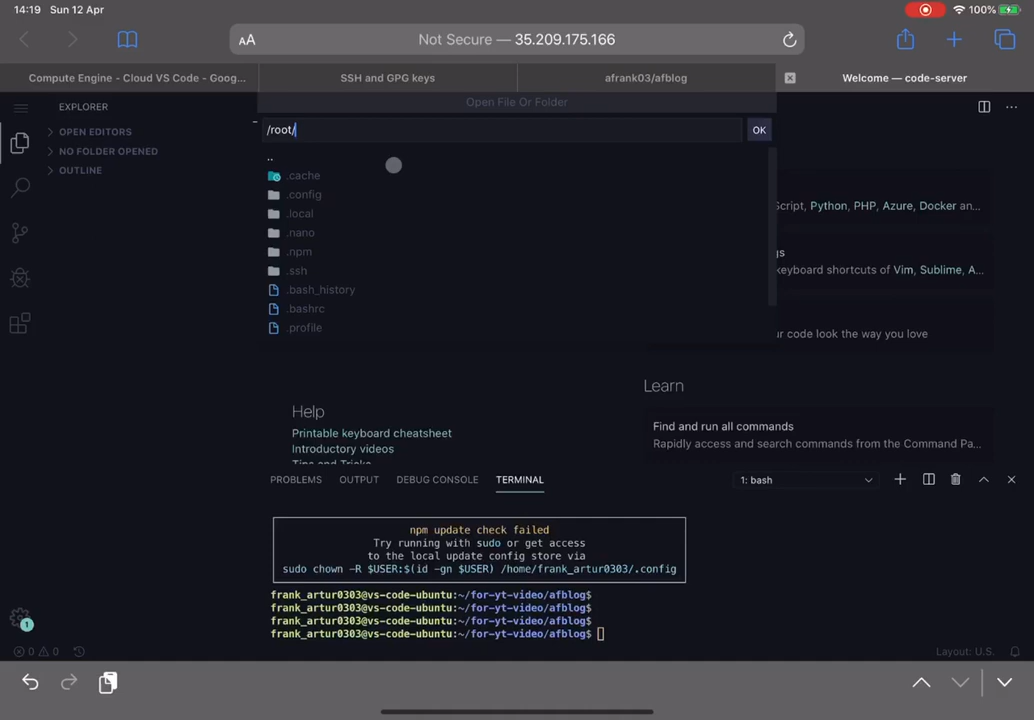 14:19 Sun 12 Apr
100%
AA
Not Secure — 35.209.175.166
Compute Engine - Cloud VS Code - Goog...
SSH and GPG keys
afrank03/afblog
Welcome — code-server
EXPLORER
OPEN EDITORS
NO FOLDER OPENED
OUTLINE
Open File Or Folder
/root/
OK
..
.cache
.config
.local
.nano
.npm
.ssh
.bash_history
.bashrc
.profile
Script, Python, PHP, Azure, Docker an...
gs
keyboard shortcuts of Vim, Sublime, A...
ur code look the way you love
Help
Printable keyboard cheatsheet
Introductory videos
Tips and Tricks
Learn
Find and run all commands
Rapidly access and search commands from the Command Pa...
PROBLEMS
OUTPUT
DEBUG CONSOLE
TERMINAL
1: bash
npm update check failed
Try running with sudo or get access
to the local update config store via
sudo chown -R $USER:$(id -gn $USER) /home/frank_artur0303/.config
frank_artur0303@vs-code-ubuntu:~/for-yt-video/afblog$
frank_artur0303@vs-code-ubuntu:~/for-yt-video/afblog$
frank_artur0303@vs-code-ubuntu:~/for-yt-video/afblog$
frank_artur0303@vs-code-ubuntu:~/for-yt-video/afblog$
1
0 0
Layout: U.S.